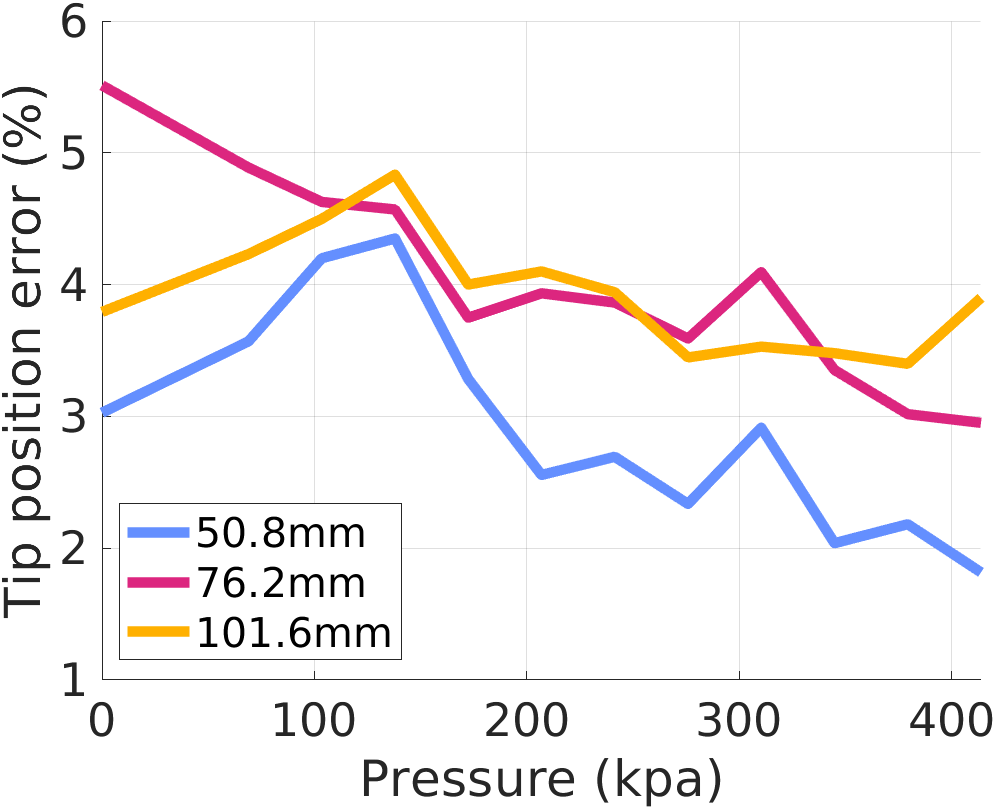 Tip position error (%)
6
5
4
3
2
1
50.8mm
76.2mm
101.6mm
0 100 200 300 400
Pressure (kpa)